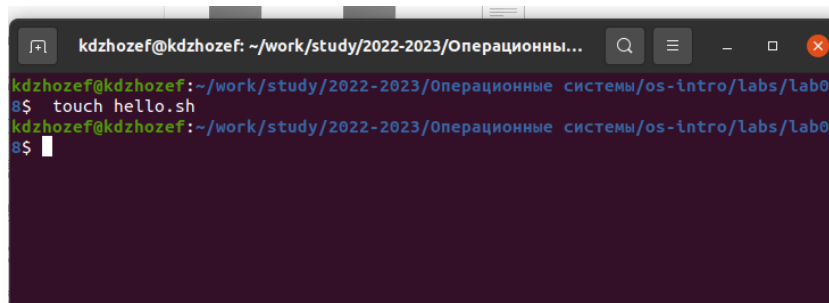 kdzhozef@kdzhozef: ~/work/study/2022-2023/Операционны...
kdzhozef@kdzhozef:~/work/study/2022-2023/Операционные системы/os-intro/labs/lab0
8$  touch hello.sh
kdzhozef@kdzhozef:~/work/study/2022-2023/Операционные системы/os-intro/labs/lab0
8$